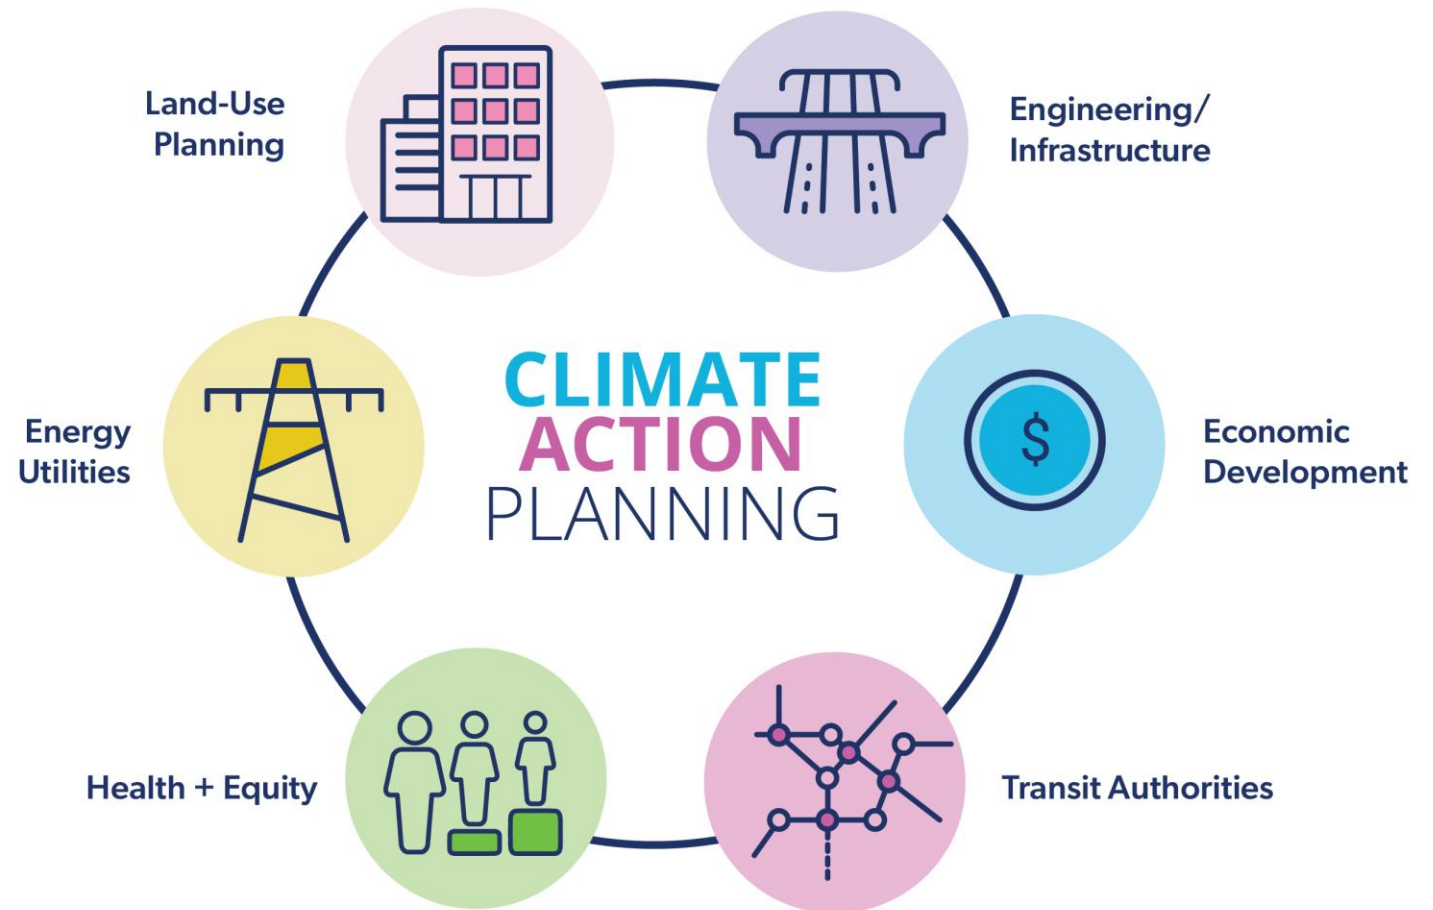 Land-Use
Planning
Engineering/
Infrastructure
Energy
Utilities
CLIMATE
ACTION
PLANNING
$
Economic
Development
Health + Equity
Transit Authorities